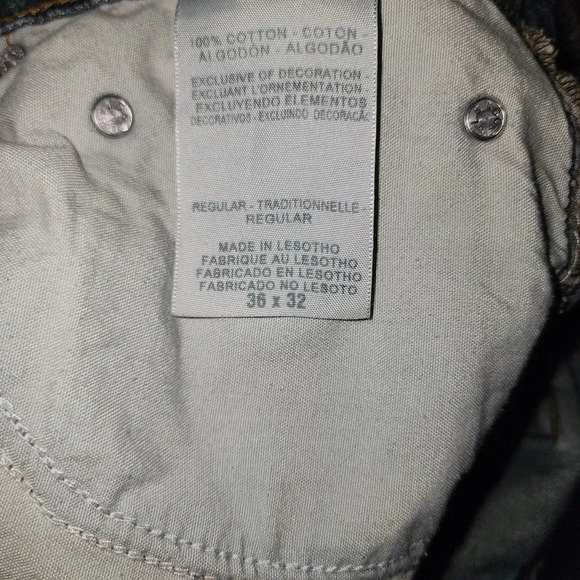 100% COTTON - COTON -
ALGODÓN - ALGODÃO
EXCLUSIVE OF DECORATION -
EXCLUANT L'ORNEMENTATION -
EXCLUYENDO ELEMENTOS
DECORATIVOS - EXCLUINDO DECORAÇÃO
REGULAR - TRADITIONNELLE -
REGULAR
MADE IN LESOTHO
FABRIQUE AU LESOTHO
FABRICADO EN LESOTHO
FABRICADO NO LESOTO
36 x 32